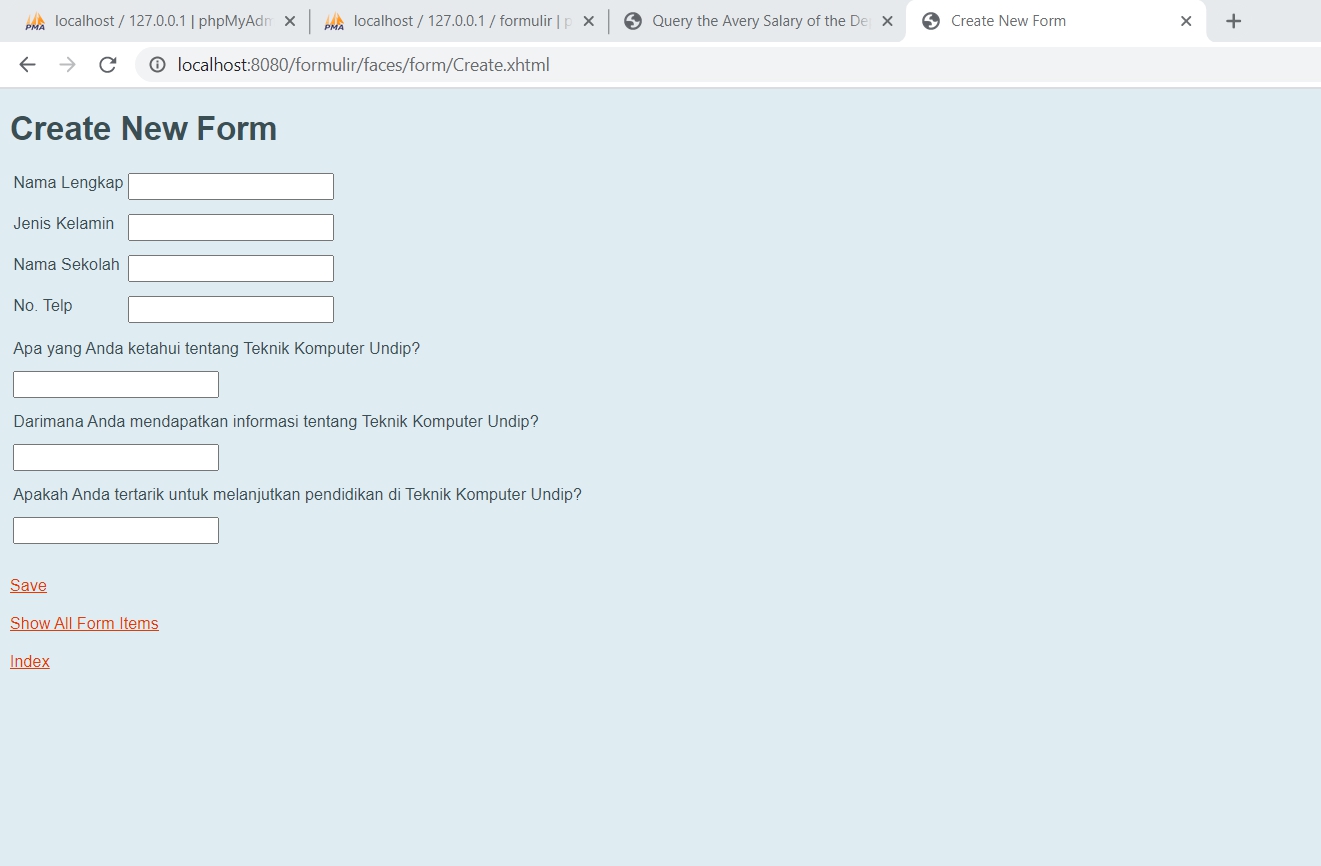 localhost / 127.0.0.1 | phpMyAdm
localhost / 127.0.0.1 / formulir | p
Query the Avery Salary of the De
Create New Form
localhost:8080/formulir/faces/form/Create.xhtml
Create New Form
Nama Lengkap
Jenis Kelamin
Nama Sekolah
No. Telp
Apa yang Anda ketahui tentang Teknik Komputer Undip?
Darimana Anda mendapatkan informasi tentang Teknik Komputer Undip?
Apakah Anda tertarik untuk melanjutkan pendidikan di Teknik Komputer Undip?
Save
Show All Form Items
Index